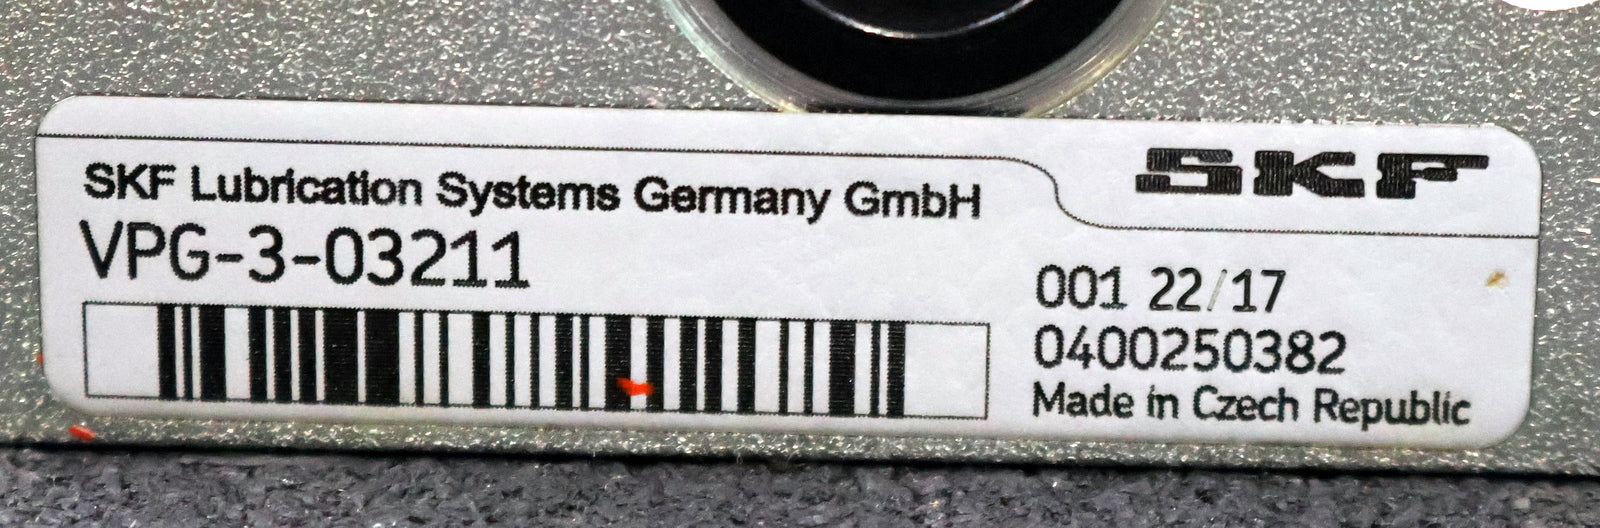 SKF
SKF Lubrication Systems Germany GmbH
VPG-3-03211
001 22/17
0400250382
Made in Czech Republic